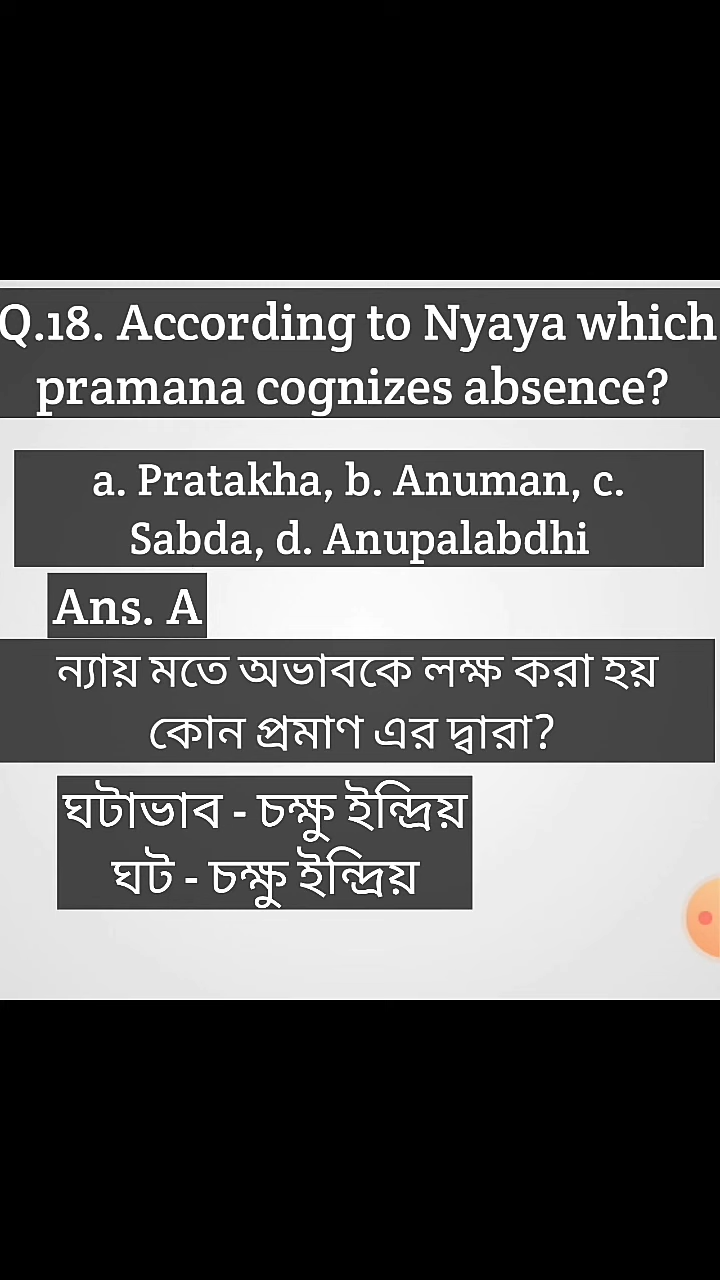 Q.18. According to Nyaya which
pramana cognizes absence?
a. Pratakha, b. Anuman, c.
Sabda, d. Anupalabdhi
Ans. A
ন্যায় মতে অভাবকে লক্ষ করা হয়
কোন প্রমাণ এর দ্বারা?
ঘটাভাব - চক্ষু ইন্দ্রিয়
ঘট - চক্ষু ইন্দ্রিয়